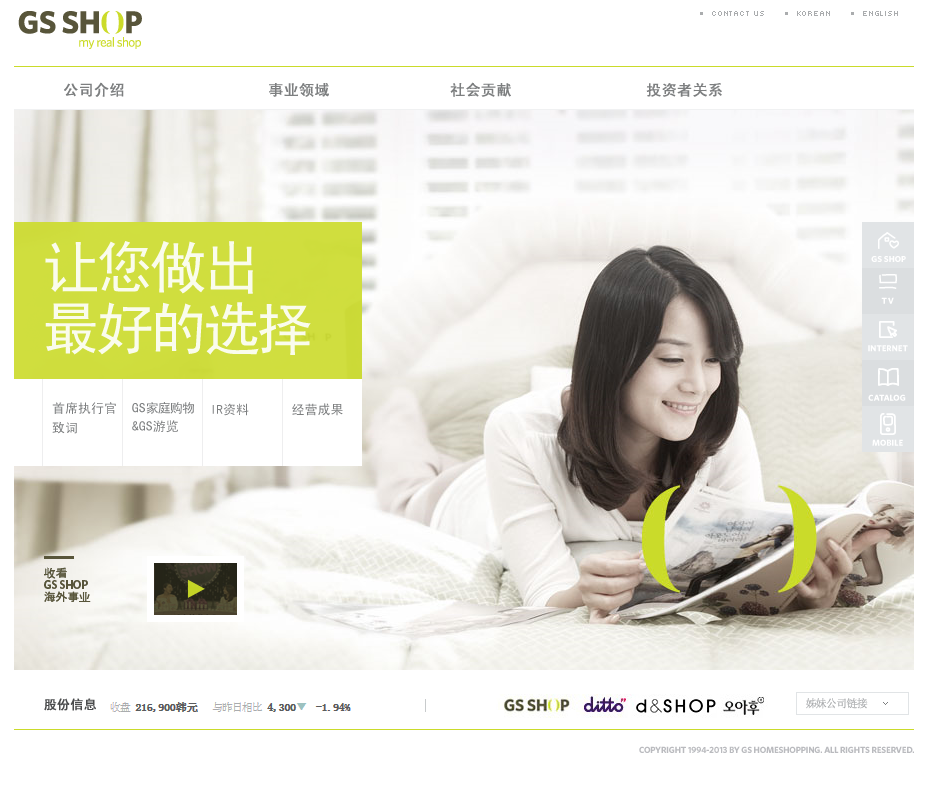 GS SHOP
my real shop
CONTACT US
KOREAN
ENGLISH
公司介绍
事业领域
社会贡献
投资者关系
让您做出
最好的选择
首席执行官
致词
GS家庭购物
&GS游览
IR资料
经营成果
GS SHOP
TV
INTERNET
CATALOG
MOBILE
收看
GS SHOP
海外事业
股份信息
收盘 216,900韩元
与昨日相比 4,300▼ -1.94%
GS SHOP
ditto
d&SHOP
오아후
姊妹公司链接
COPYRIGHT 1994-2013 BY GS HOMESHOPPING. ALL RIGHTS RESERVED.